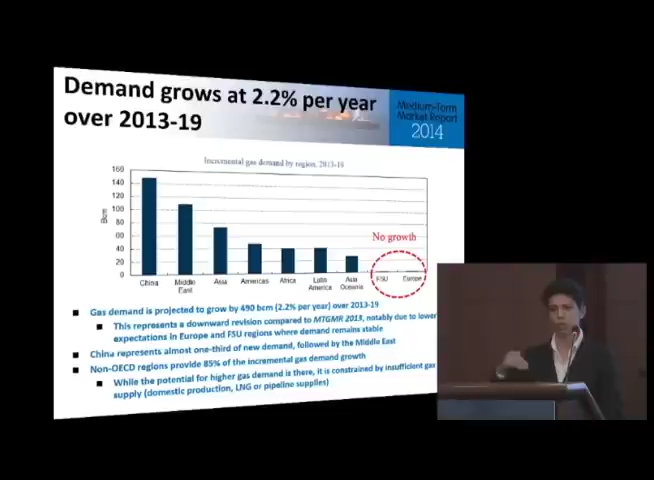 Demand grows at 2.2% per year
over 2013-19
Medium-Term
Market Report
2014
Incremental gas demand by region, 2013-19
160
140
120
100
80
60
40
20
0
Bcm
No growth
China
Middle
East
Asia
Americas
Africa
Latin
America
Asia
Oceania
FSU
Europe
Gas demand is projected to grow by 490 bcm (2.2% per year) over 2013-19
This represents a downward revision compared to MTGMR 2013, notably due to lower
expectations in Europe and FSU regions where demand remains stable
China represents almost one-third of new demand, followed by the Middle East
Non-OECD regions provide 85% of the incremental gas demand growth
While the potential for higher gas demand is there, it is constrained by insufficient gas
supply (domestic production, LNG or pipeline supplies)